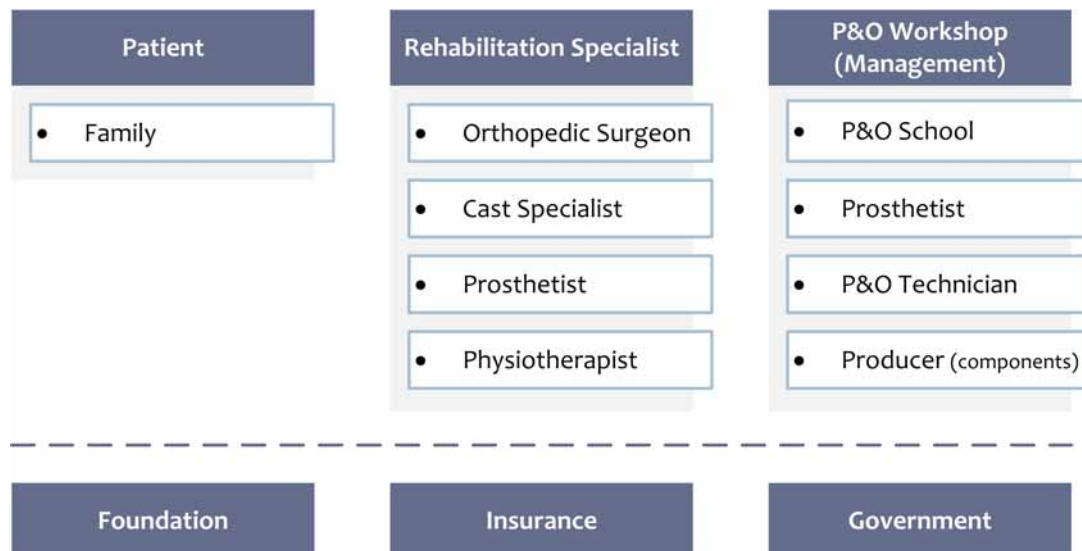 Patient
• Family
Rehabilitation Specialist
• Orthopedic Surgeon
• Cast Specialist
• Prosthetist
• Physiotherapist
P&O Workshop
(Management)
• P&O School
• Prosthetist
• P&O Technician
• Producer (components)
Foundation
Insurance
Government